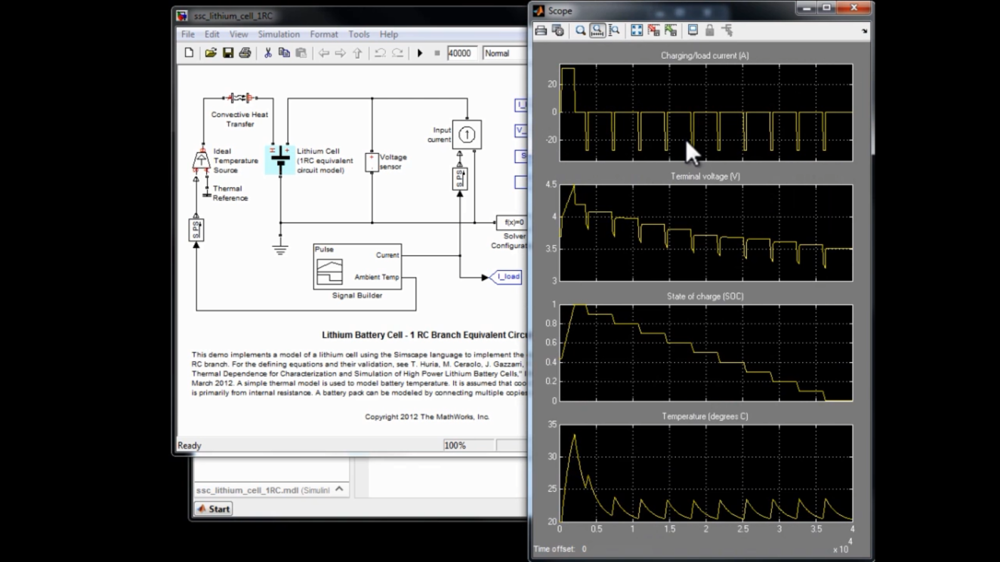 ssc_lithium_cell_1RC
File Edit View Simulation Format Tools Help
40000 Normal
Convective Heat
Transfer
Ideal
Temperature
Source
Thermal
Reference
Lithium Cell
(1RC equivalent
circuit model)
Voltage
sensor
Input
current
S PS
S PS
I_l
V_
S
f(x)=0
Solver
Configurat
Pulse
Current
Ambient Temp
Signal Builder
I_load
Lithium Battery Cell - 1 RC Branch Equivalent Circu
This demo implements a model of a lithium cell using the Simscape language to implement the
RC branch. For the defining equations and their validation, see T. Huria, M. Ceraolo, J. Gazzarri,
Thermal Dependence for Characterization and Simulation of High Power Lithium Battery Cells," I
March 2012. A simple thermal model is used to model battery temperature. It is assumed that coo
is primarily from internal resistance. A battery pack can be modeled by connecting multiple copies
Copyright 2012 The MathWorks, Inc.
Ready 100%
ssc_lithium_cell_1RC.mdl (Simulinl
Start
Scope
Charging/load current (A)
20
0
-20
Terminal voltage (V)
4.5
4
3.5
3
State of charge (SOC)
1
0.8
0.6
0.4
0.2
0
Temperature (degrees C)
35
30
25
20
0 0.5 1 1.5 2 2.5 3 3.5 4
x 10 4
Time offset: 0